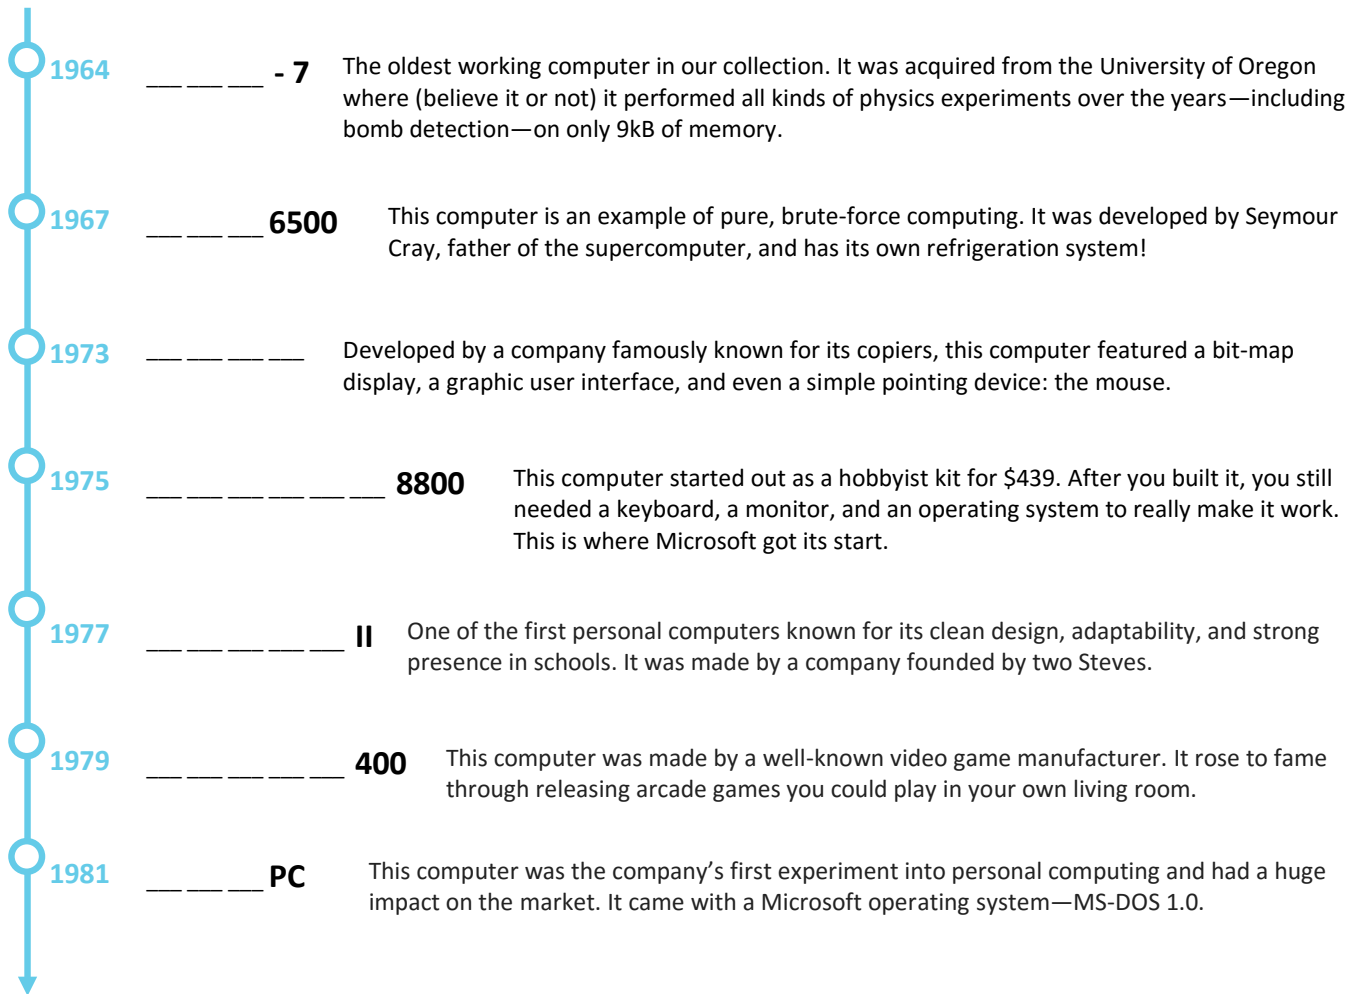 1964 ___ ___ ___ - 7 The oldest working computer in our collection. It was acquired from the University of Oregon
where (believe it or not) it performed all kinds of physics experiments over the years—including
bomb detection—on only 9kB of memory.
1967 ___ ___ ___ 6500 This computer is an example of pure, brute-force computing. It was developed by Seymour
Cray, father of the supercomputer, and has its own refrigeration system!
1973 ___ ___ ___ ___ Developed by a company famously known for its copiers, this computer featured a bit-map
display, a graphic user interface, and even a simple pointing device: the mouse.
1975 ___ ___ ___ ___ ___ ___ 8800 This computer started out as a hobbyist kit for $439. After you built it, you still
needed a keyboard, a monitor, and an operating system to really make it work.
This is where Microsoft got its start.
1977 ___ ___ ___ ___ ___ II One of the first personal computers known for its clean design, adaptability, and strong
presence in schools. It was made by a company founded by two Steves.
1979 ___ ___ ___ ___ ___ 400 This computer was made by a well-known video game manufacturer. It rose to fame
through releasing arcade games you could play in your own living room.
1981 ___ ___ ___ PC This computer was the company’s first experiment into personal computing and had a huge
impact on the market. It came with a Microsoft operating system—MS-DOS 1.0.